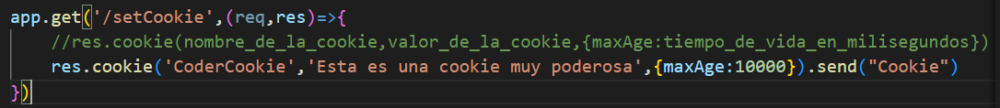 app.get('/setCookie',(req,res)=>{
//res.cookie(nombre_de_la_cookie,valor_de_la_cookie,{maxAge:tiempo_de_vida_en_milisegundos})
res.cookie('CoderCookie','Esta es una cookie muy poderosa',{maxAge:10000}).send("Cookie")
})